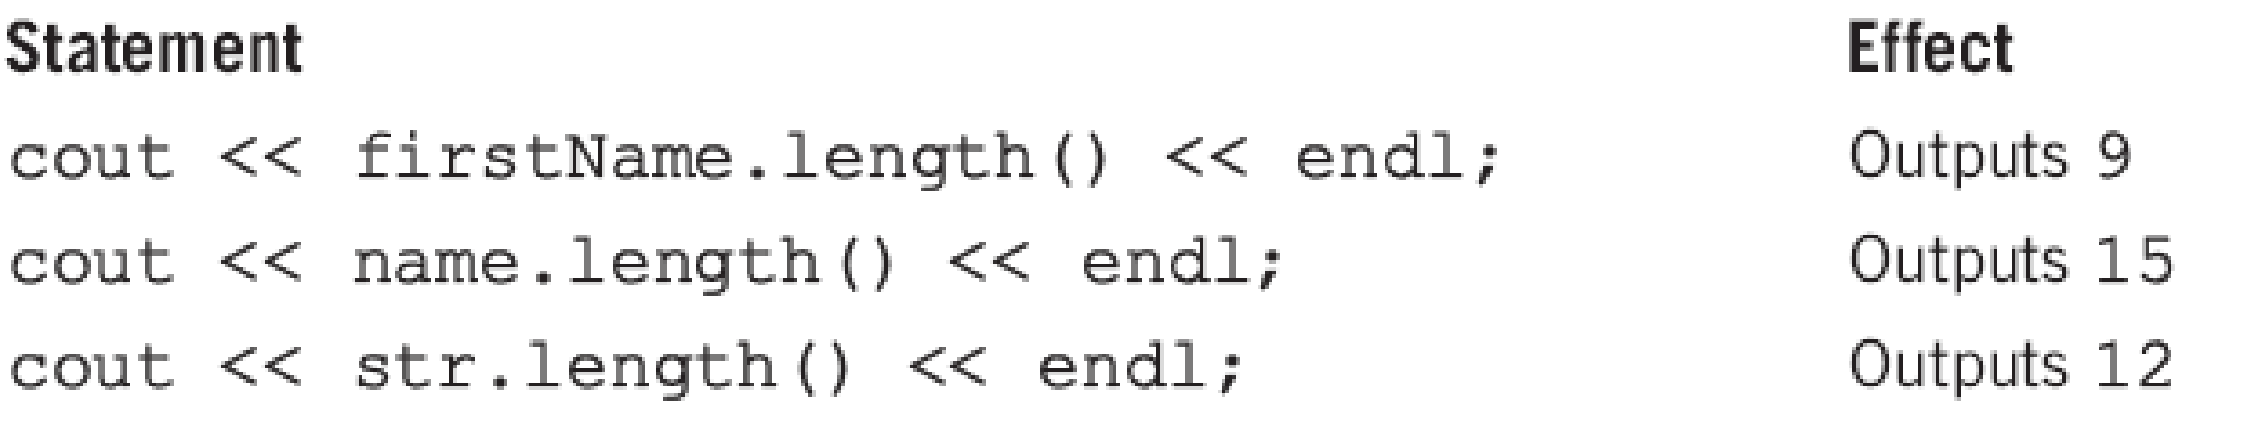 Statement Effect
cout << firstName.length() << endl; Outputs 9
cout << name.length() << endl; Outputs 15
cout << str.length() << endl; Outputs 12